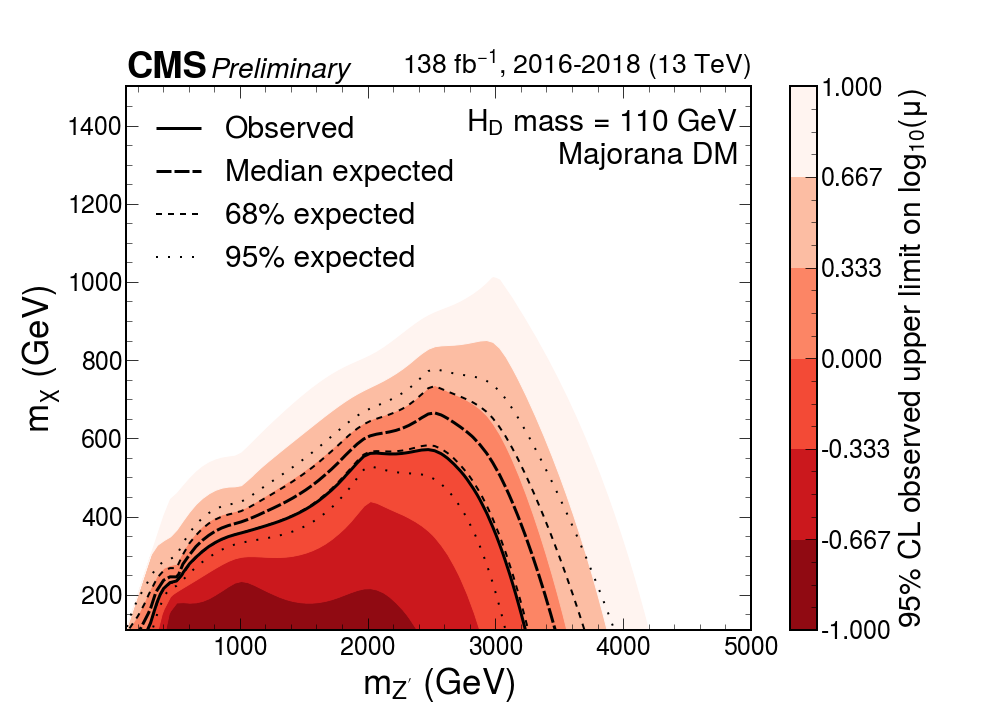 CMS Preliminary 138 fb⁻¹, 2016-2018 (13 TeV)
H_D mass = 110 GeV
Majorana DM
Observed
Median expected
68% expected
95% expected
1400
1200
1000
800
600
400
200
m_χ (GeV)
1000 2000 3000 4000 5000
m_Z′ (GeV)
1.000
0.667
0.333
0.000
-0.333
-0.667
-1.000
95% CL observed upper limit on log₁₀(μ)